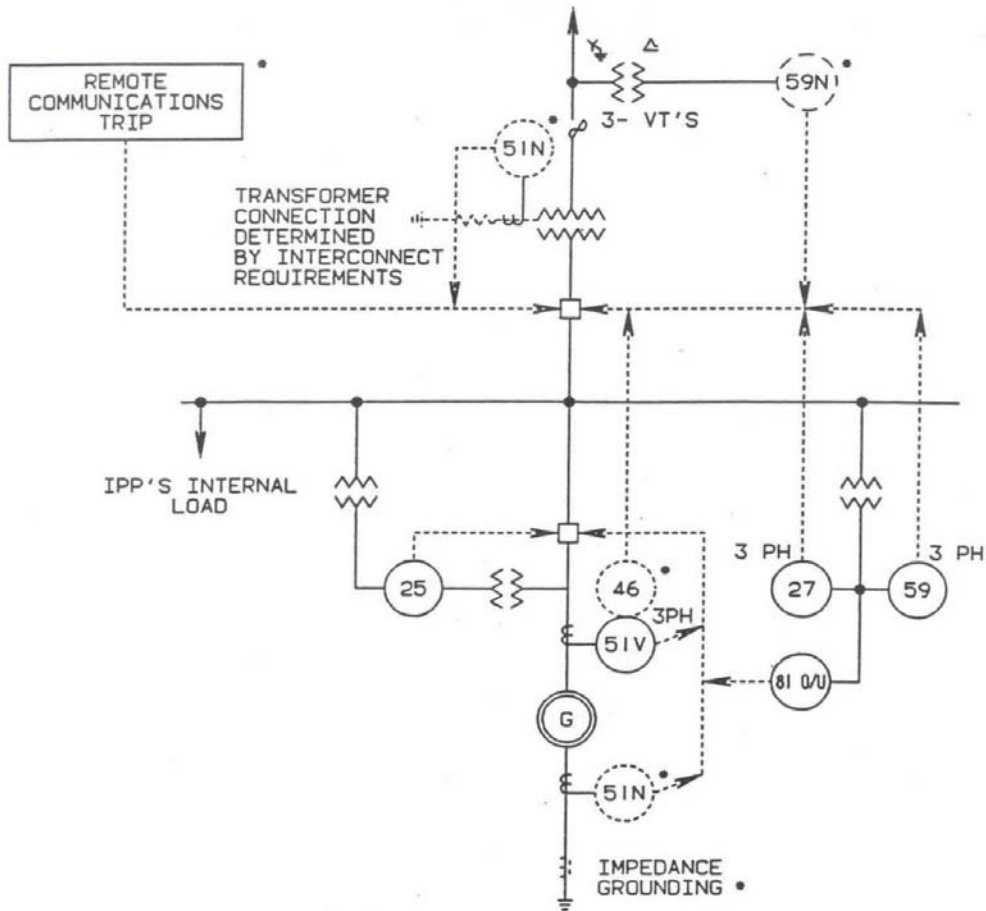 REMOTE
COMMUNICATIONS
TRIP
59N
3- VT'S
51N
TRANSFORMER
CONNECTION
DETERMINED
BY INTERCONNECT
REQUIREMENTS
IPP'S INTERNAL
LOAD
3 PH
3 PH
25
46
27
59
3PH
51V
81 O/U
G
51N
IMPEDANCE
GROUNDING